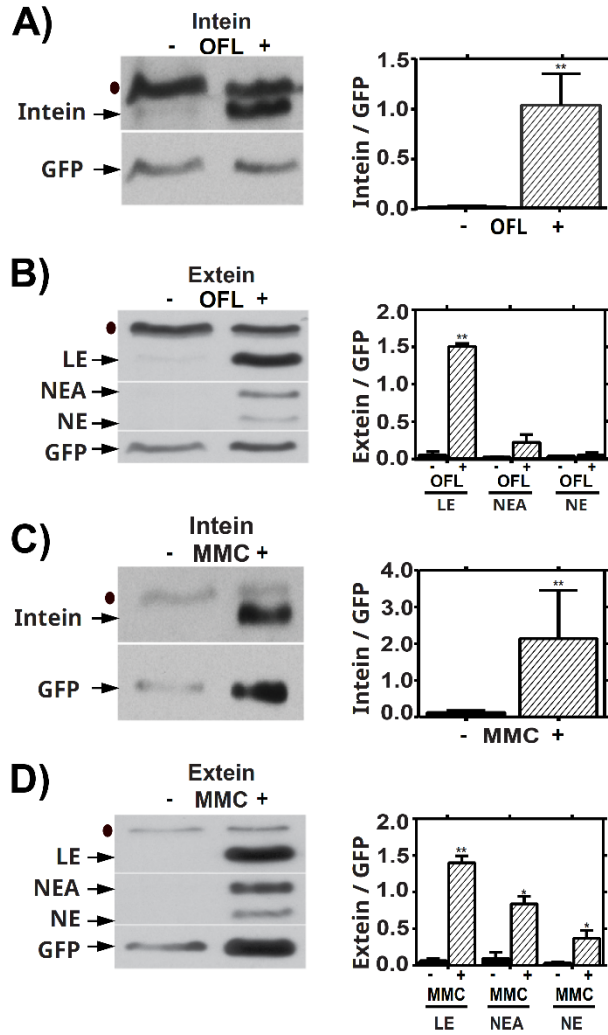 A)
Intein
- OFL +
Intein
GFP
Intein / GFP
1.5
1.0
0.5
0.0
**
- OFL +
B)
Extein
- OFL +
LE
NEA
NE
GFP
Extein / GFP
2.0
1.5
1.0
0.5
0.0
**
- + - + - +
OFL OFL OFL
LE NEA NE
C)
Intein
- MMC +
Intein
GFP
Intein / GFP
4.0
3.0
2.0
1.0
0.0
**
- MMC +
D)
Extein
- MMC +
LE
NEA
NE
GFP
Extein / GFP
2.0
1.5
1.0
0.5
0.0
**
*
*
- + - + - +
MMC MMC MMC
LE NEA NE